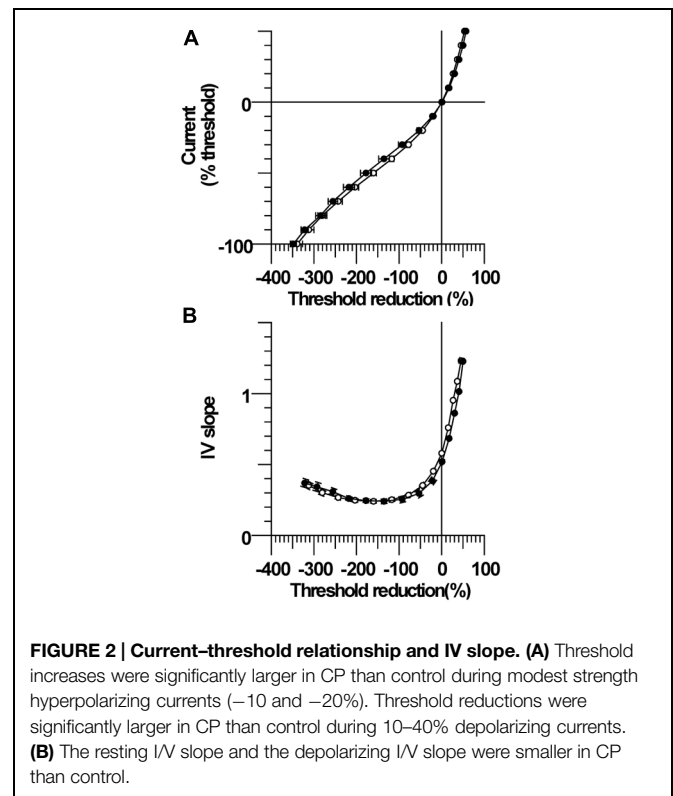 A
0
Current
(% threshold)
-100
-400 -300 -200 -100 0 100
Threshold reduction (%)
B
1
IV slope
0
-400 -300 -200 -100 0 100
Threshold reduction(%)
FIGURE 2 | Current–threshold relationship and IV slope. (A) Threshold
increases were significantly larger in CP than control during modest strength
hyperpolarizing currents (−10 and −20%). Threshold reductions were
significantly larger in CP than control during 10–40% depolarizing currents.
(B) The resting I/V slope and the depolarizing I/V slope were smaller in CP
than control.